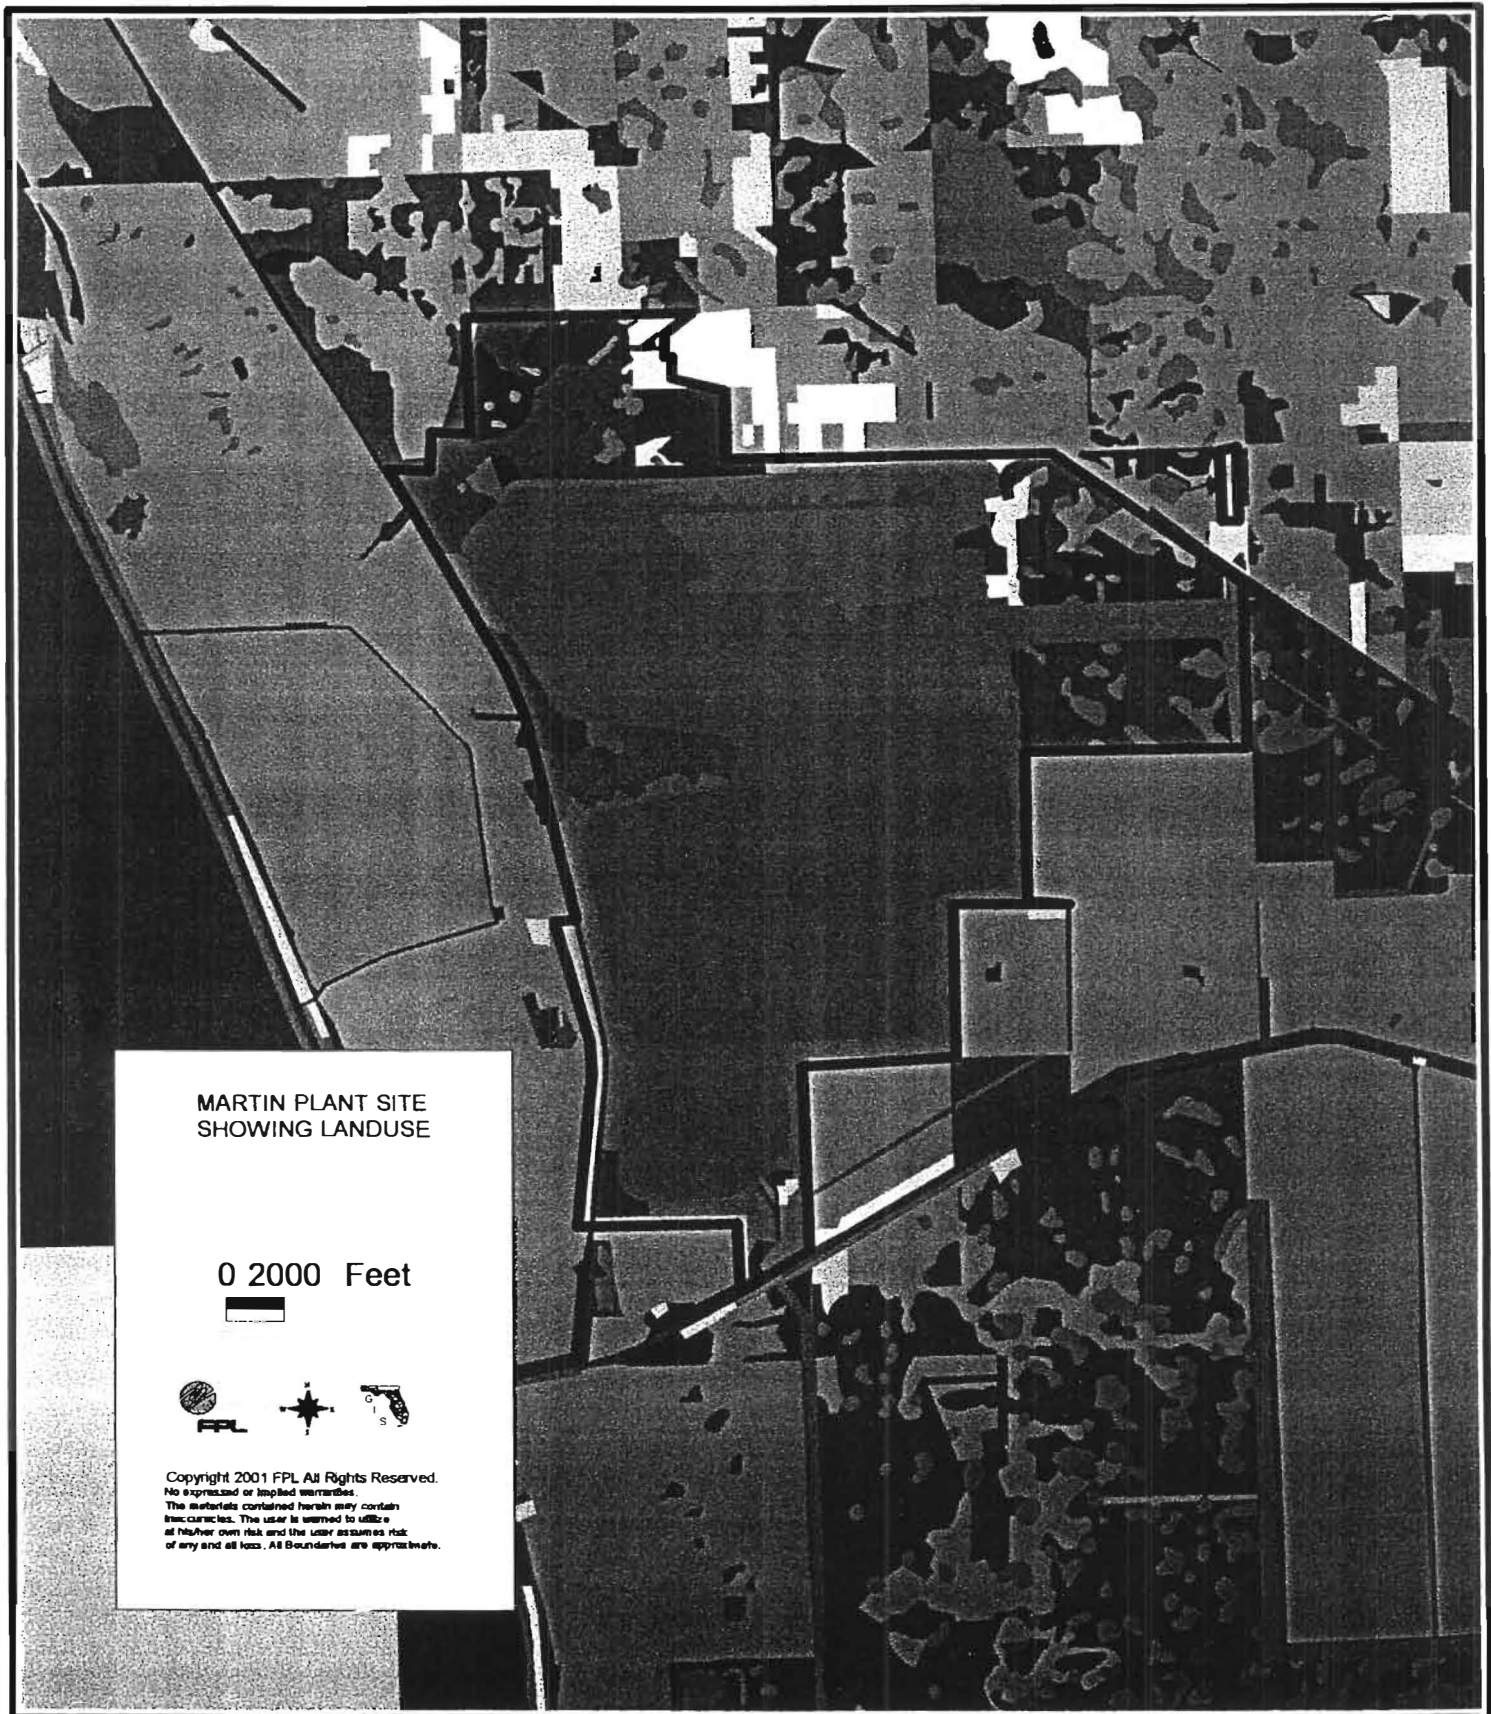 MARTIN PLANT SITE
SHOWING LANDUSE
0 2000 Feet
FPL
N
W E
S
G
I
S
Copyright 2001 FPL All Rights Reserved.
No expressed or implied warranties.
The materials contained herein may contain
inaccuracies. The user is warned to utilize
at his/her own risk and the user assumes risk
of any and all loss. All Boundaries are approximate.